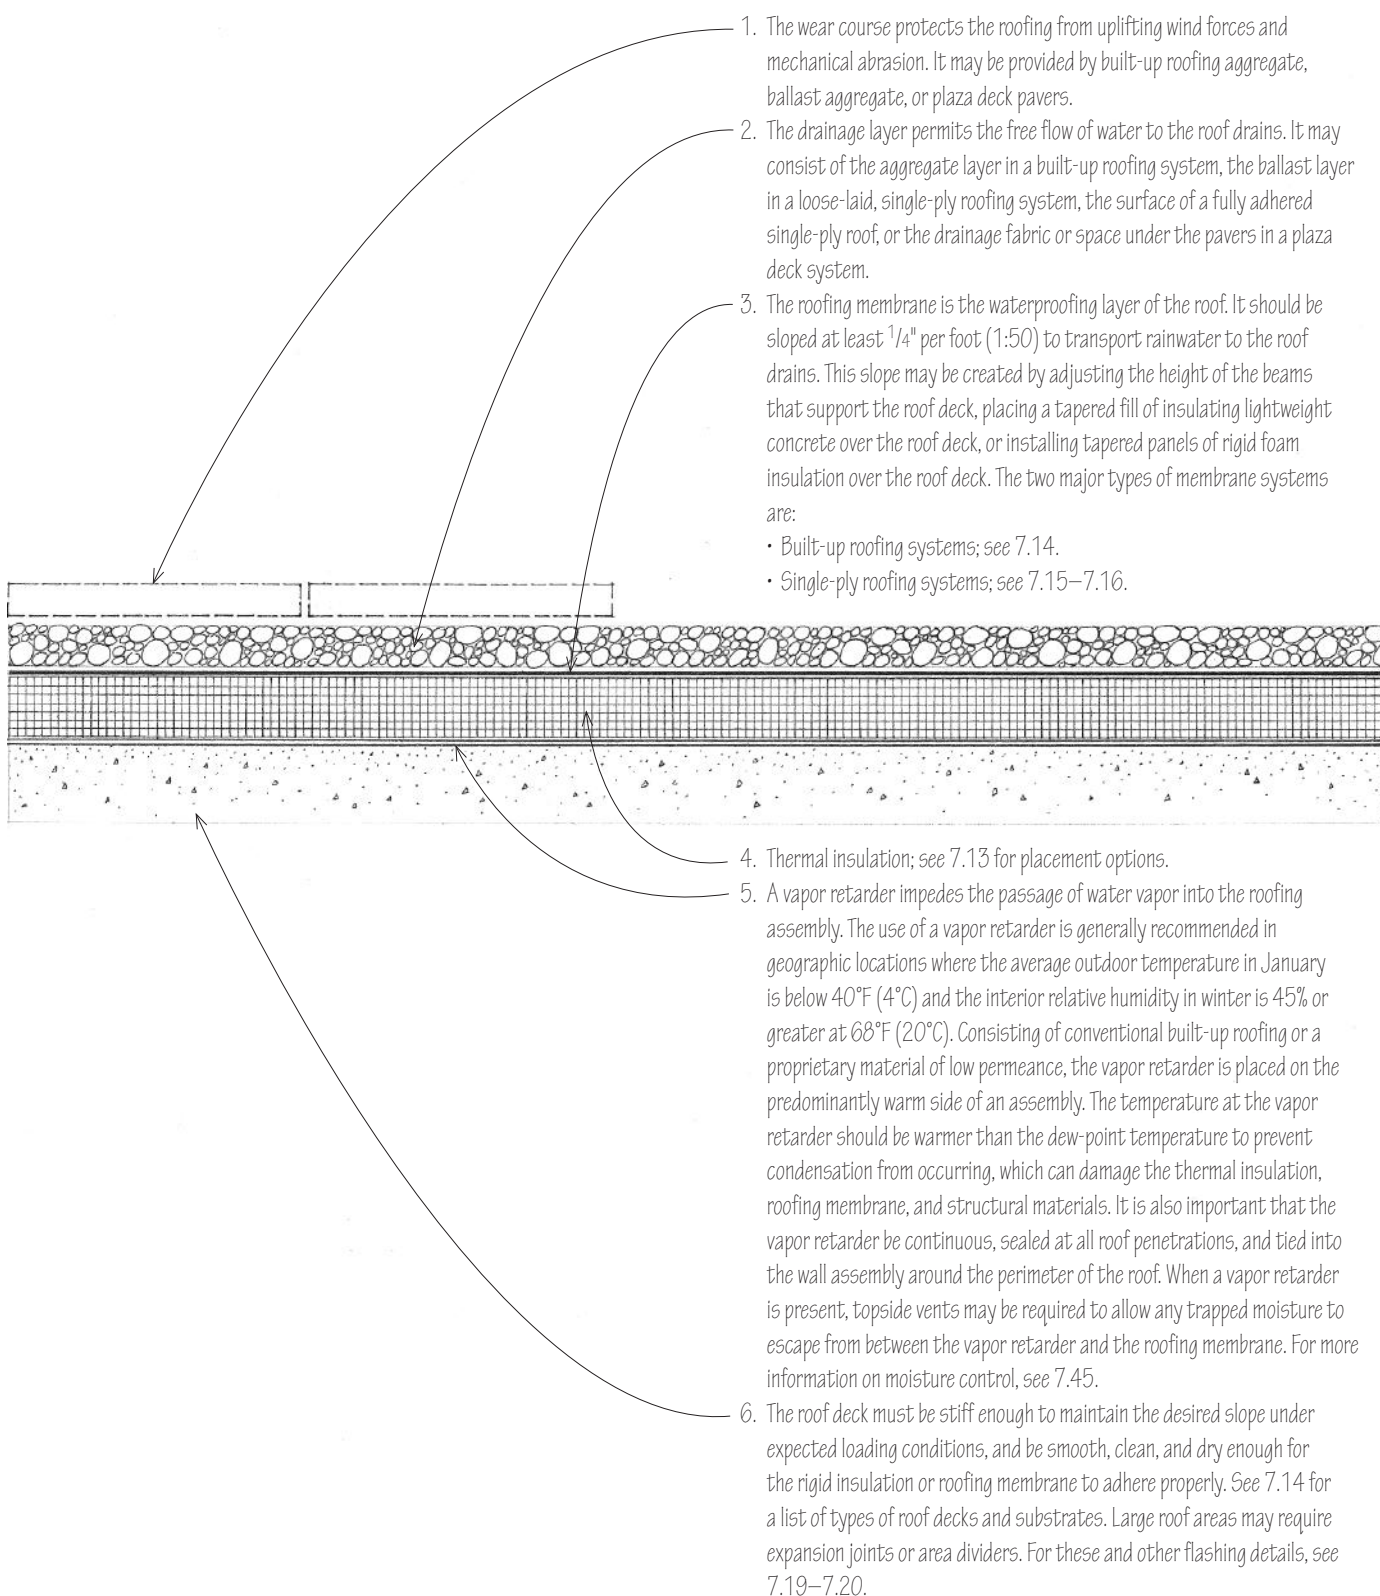 1. The wear course protects the roofing from uplifting wind forces and
mechanical abrasion. It may be provided by built-up roofing aggregate,
ballast aggregate, or plaza deck pavers.
2. The drainage layer permits the free flow of water to the roof drains. It may
consist of the aggregate layer in a built-up roofing system, the ballast layer
in a loose-laid, single-ply roofing system, the surface of a fully adhered
single-ply roof, or the drainage fabric or space under the pavers in a plaza
deck system.
3. The roofing membrane is the waterproofing layer of the roof. It should be
sloped at least 1/4" per foot (1:50) to transport rainwater to the roof
drains. This slope may be created by adjusting the height of the beams
that support the roof deck, placing a tapered fill of insulating lightweight
concrete over the roof deck, or installing tapered panels of rigid foam
insulation over the roof deck. The two major types of membrane systems
are:
• Built-up roofing systems; see 7.14.
• Single-ply roofing systems; see 7.15–7.16.
4. Thermal insulation; see 7.13 for placement options.
5. A vapor retarder impedes the passage of water vapor into the roofing
assembly. The use of a vapor retarder is generally recommended in
geographic locations where the average outdoor temperature in January
is below 40°F (4°C) and the interior relative humidity in winter is 45% or
greater at 68°F (20°C). Consisting of conventional built-up roofing or a
proprietary material of low permeance, the vapor retarder is placed on the
predominantly warm side of an assembly. The temperature at the vapor
retarder should be warmer than the dew-point temperature to prevent
condensation from occurring, which can damage the thermal insulation,
roofing membrane, and structural materials. It is also important that the
vapor retarder be continuous, sealed at all roof penetrations, and tied into
the wall assembly around the perimeter of the roof. When a vapor retarder
is present, topside vents may be required to allow any trapped moisture to
escape from between the vapor retarder and the roofing membrane. For more
information on moisture control, see 7.45.
6. The roof deck must be stiff enough to maintain the desired slope under
expected loading conditions, and be smooth, clean, and dry enough for
the rigid insulation or roofing membrane to adhere properly. See 7.14 for
a list of types of roof decks and substrates. Large roof areas may require
expansion joints or area dividers. For these and other flashing details, see
7.19–7.20.